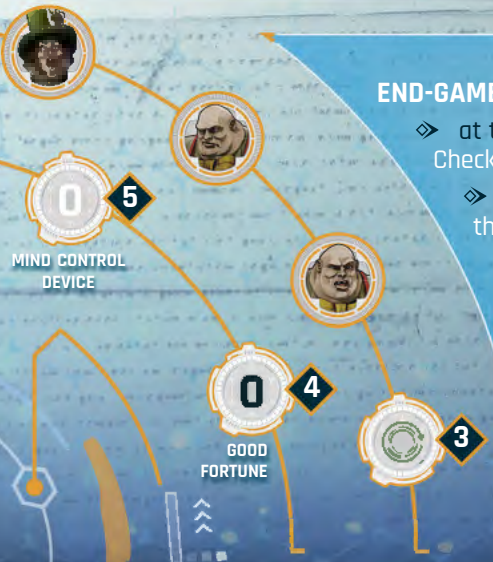 END-GAME
at t
Check
th
0
5
MIND CONTROL
DEVICE
0
4
GOOD
FORTUNE
3